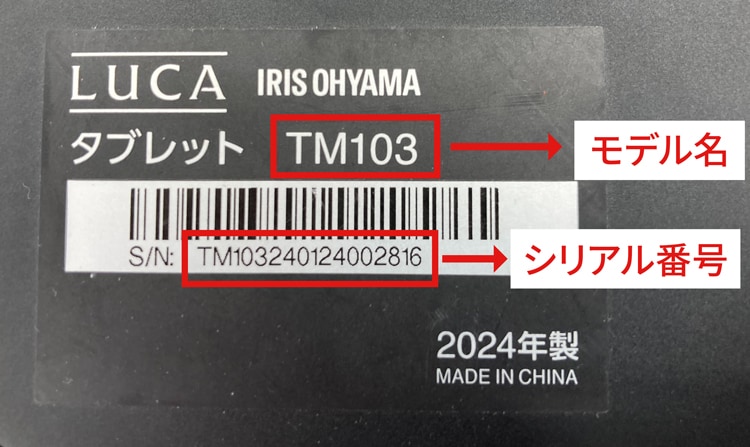 LUCA IRIS OHYAMA
タブレット TM103 モデル名
S/N: TM103240124002816 シリアル番号
2024年製
MADE IN CHINA